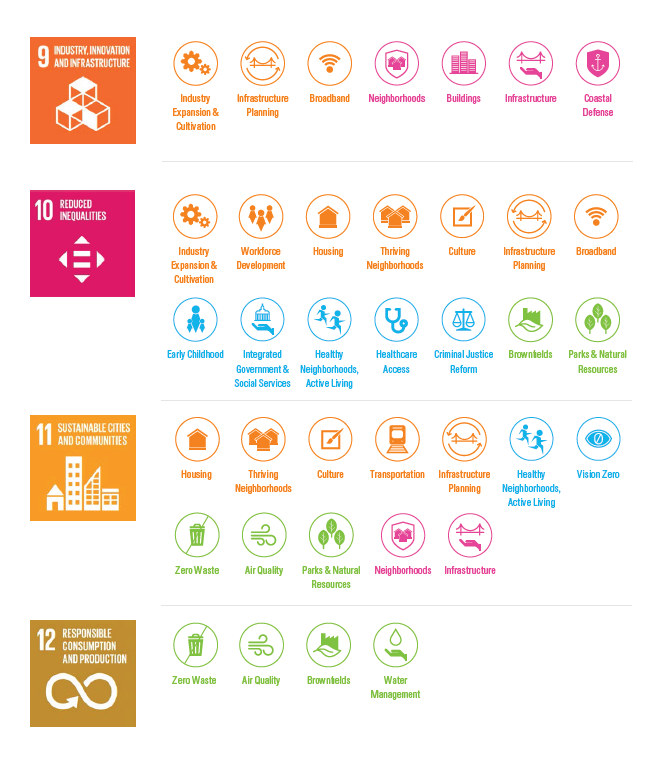 9 INDUSTRY, INNOVATION
AND INFRASTRUCTURE
Industry
Expansion &
Cultivation
Infrastructure
Planning
Broadband
Neighborhoods
Buildings
Infrastructure
Coastal
Defense
10 REDUCED
INEQUALITIES
Industry
Expansion &
Cultivation
Workforce
Development
Housing
Thriving
Neighborhoods
Culture
Infrastructure
Planning
Broadband
Early Childhood
Integrated
Government &
Social Services
Healthy
Neighborhoods,
Active Living
Healthcare
Access
Criminal Justice
Reform
Brownfields
Parks & Natural
Resources
11 SUSTAINABLE CITIES
AND COMMUNITIES
Housing
Thriving
Neighborhoods
Culture
Transportation
Infrastructure
Planning
Healthy
Neighborhoods,
Active Living
Vision Zero
Zero Waste
Air Quality
Parks & Natural
Resources
Neighborhoods
Infrastructure
12 RESPONSIBLE
CONSUMPTION
AND PRODUCTION
Zero Waste
Air Quality
Brownfields
Water
Management